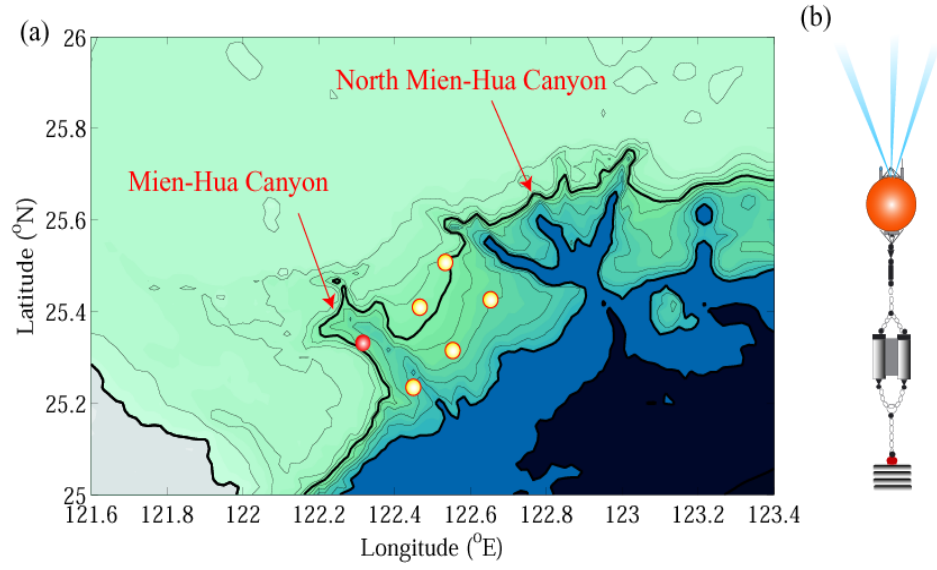 (a)
(b)
26
25.8
25.6
25.4
25.2
25
Latitude (°N)
North Mien-Hua Canyon
Mien-Hua Canyon
121.6 121.8 122 122.2 122.4 122.6 122.8 123 123.2 123.4
Longitude (°E)